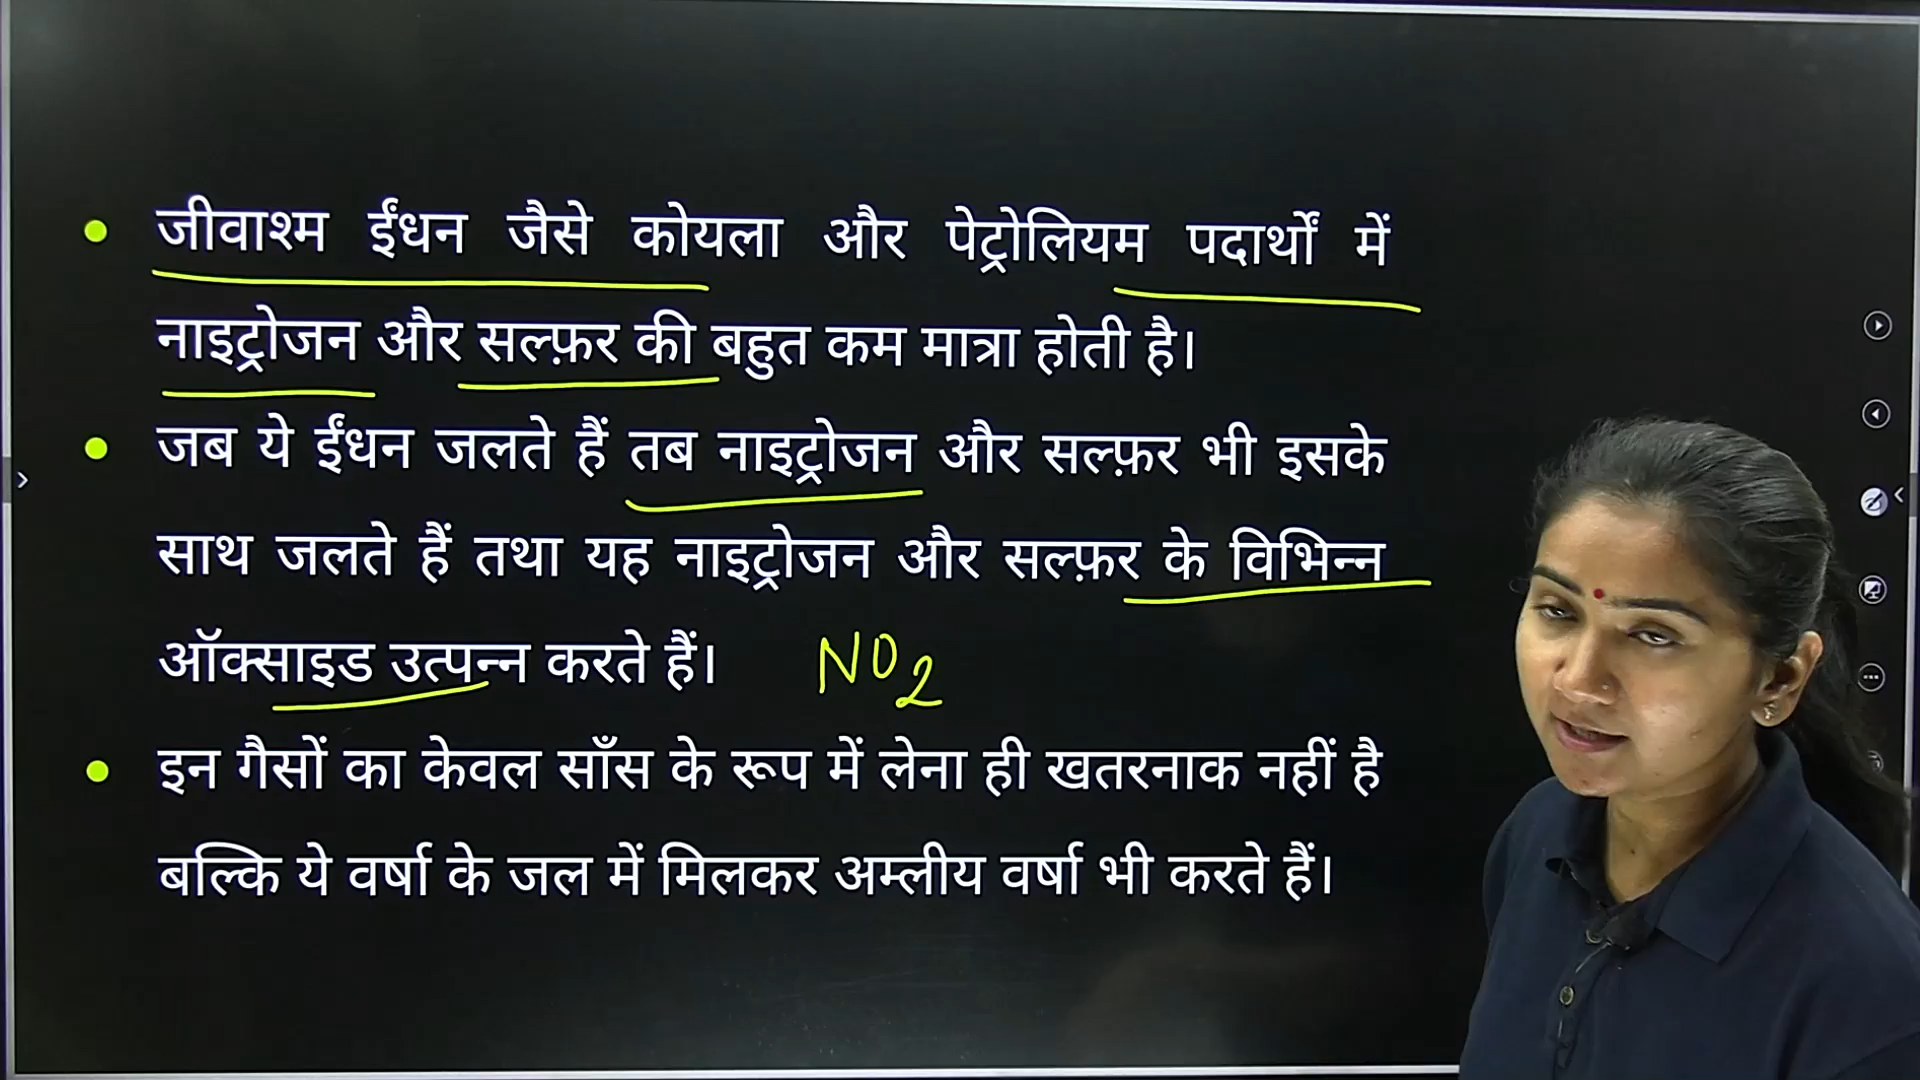 जीवाश्म ईंधन जैसे कोयला और पेट्रोलियम पदार्थों में
नाइट्रोजन और सल्फ़र की बहुत कम मात्रा होती है।
जब ये ईंधन जलते हैं तब नाइट्रोजन और सल्फ़र भी इसके
साथ जलते हैं तथा यह नाइट्रोजन और सल्फ़र के विभिन्न
ऑक्साइड उत्पन्न करते हैं। NO₂
इन गैसों का केवल साँस के रूप में लेना ही खतरनाक नहीं है
बल्कि ये वर्षा के जल में मिलकर अम्लीय वर्षा भी करते हैं।